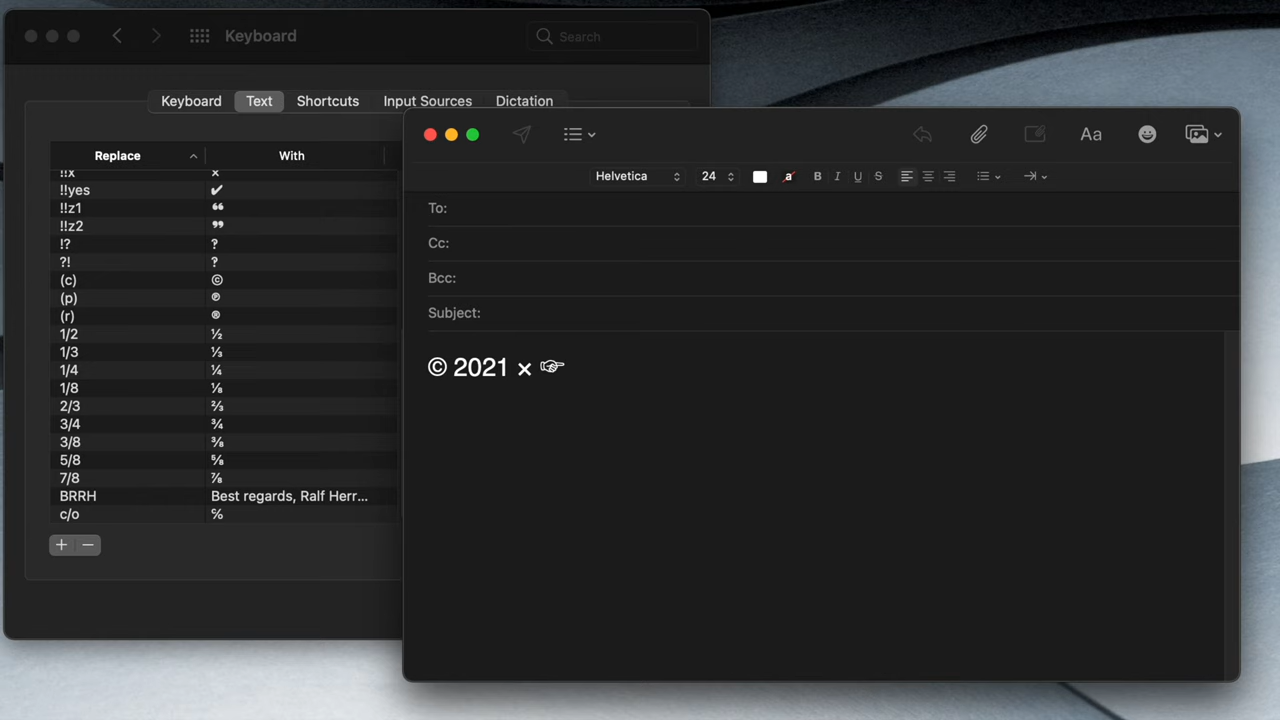 Keyboard
Search
Keyboard
Text
Shortcuts
Input Sources
Dictation
Replace
With
!!x ×
!!yes ✔
!!z1 ❝
!!z2 ❞
!? ‽
?! ‽
(c) ©
(p) ℗
(r) ®
1/2 ½
1/3 ⅓
1/4 ¼
1/8 ⅛
2/3 ⅔
3/4 ¾
3/8 ⅜
5/8 ⅝
7/8 ⅞
BRRH Best regards, Ralf Herr...
c/o ℅
+ −
Aa
Helvetica
24
a
B
I
U
S
To:
Cc:
Bcc:
Subject:
© 2021 × ☞